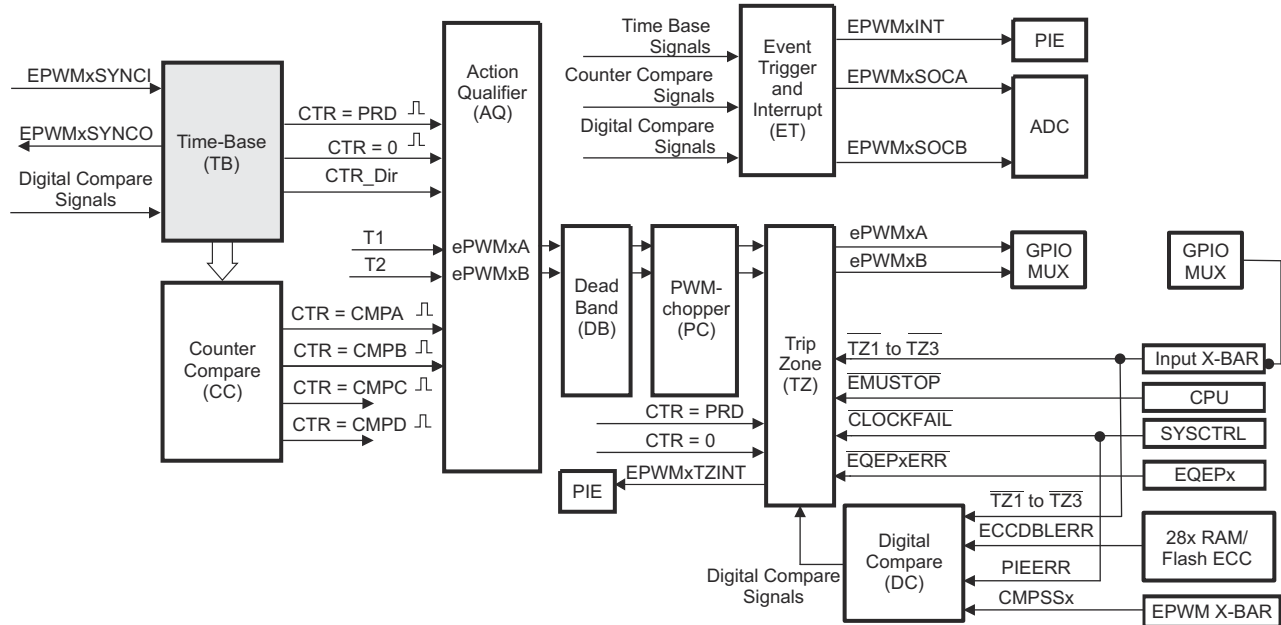 EPWMxSYNCI
EPWMxSYNCO
Digital Compare
Signals
Time-Base
(TB)
CTR = PRD
CTR = 0
CTR_Dir
T1
T2
Counter
Compare
(CC)
CTR = CMPA
CTR = CMPB
CTR = CMPC
CTR = CMPD
Action
Qualifier
(AQ)
ePWMxA
ePWMxB
Dead
Band
(DB)
PWM-
chopper
(PC)
Time Base
Signals
Counter Compare
Signals
Digital Compare
Signals
Event
Trigger
and
Interrupt
(ET)
EPWMxINT
EPWMxSOCA
EPWMxSOCB
PIE
ADC
Trip
Zone
(TZ)
ePWMxA
ePWMxB
GPIO
MUX
GPIO
MUX
TZ1 to TZ3
EMUSTOP
CLOCKFAIL
EQEPxERR
Input X-BAR
CPU
SYSCTRL
EQEPx
CTR = PRD
CTR = 0
EPWMxTZINT
PIE
Digital Compare
Signals
Digital
Compare
(DC)
TZ1 to TZ3
ECCDBLERR
PIEERR
CMPSSx
28x RAM/
Flash ECC
EPWM X-BAR